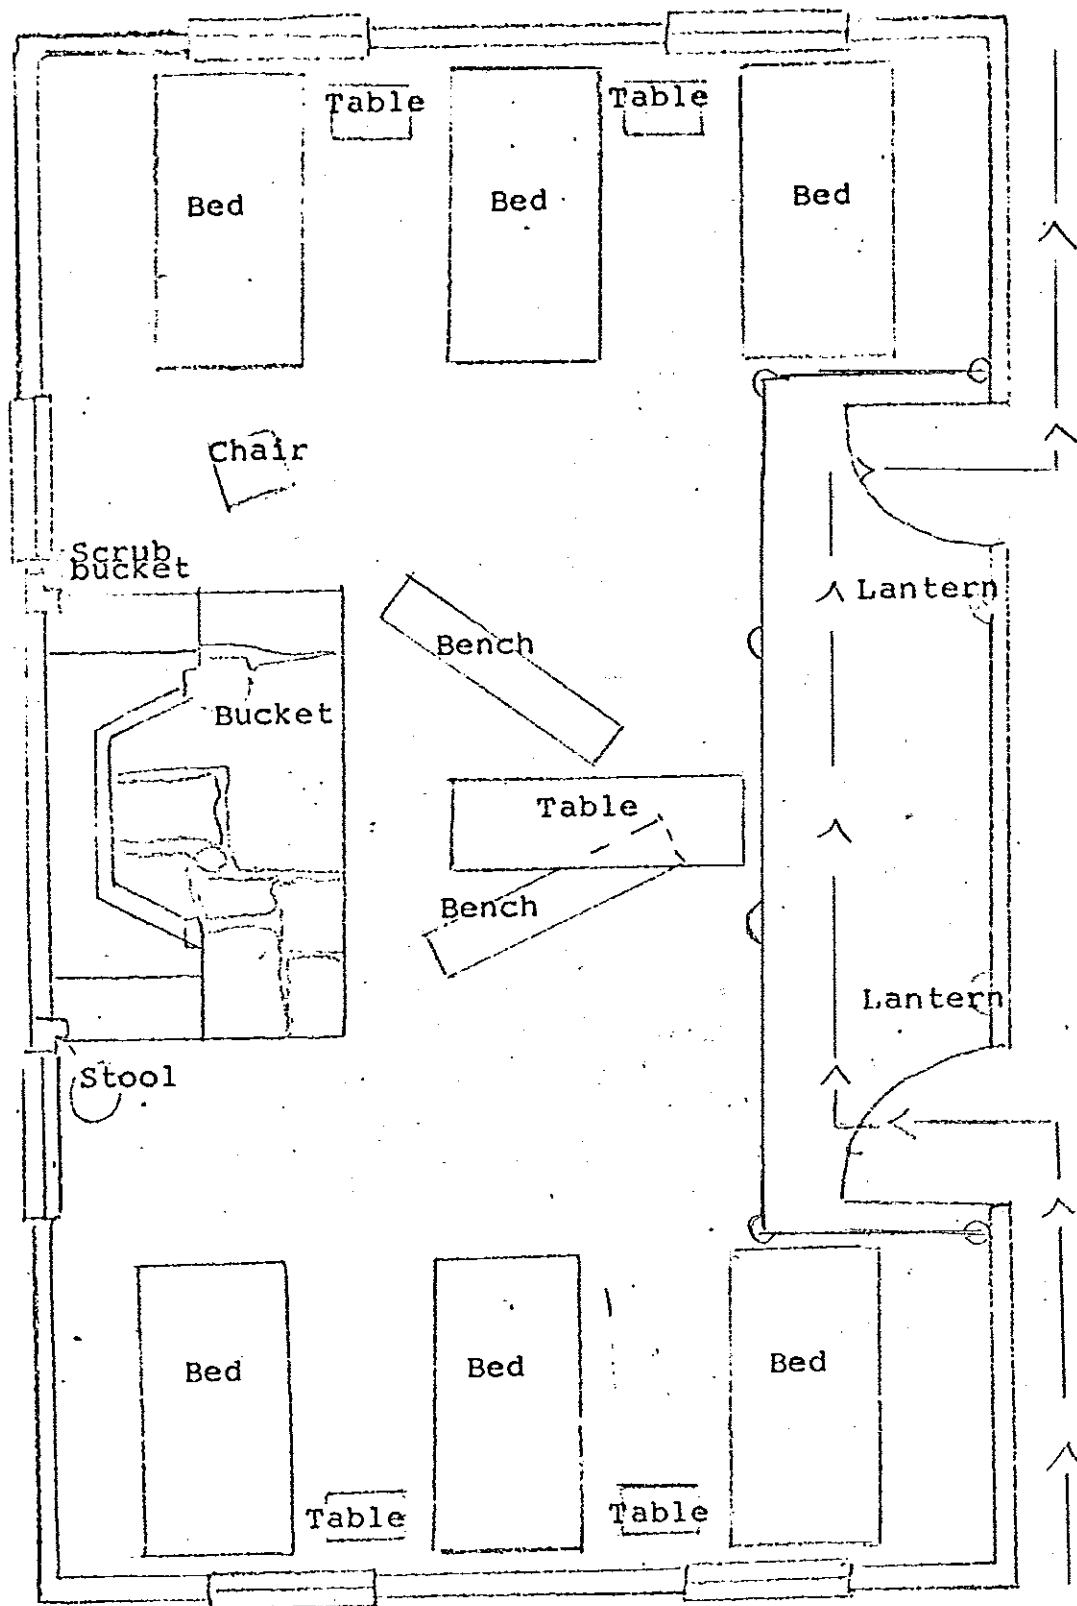 Table
Table
Bed
Bed
Bed
Chair
Scrub
bucket
Lantern
Bench
Bucket
Table
Bench
Lantern
Stool
Bed
Bed
Bed
Table
Table